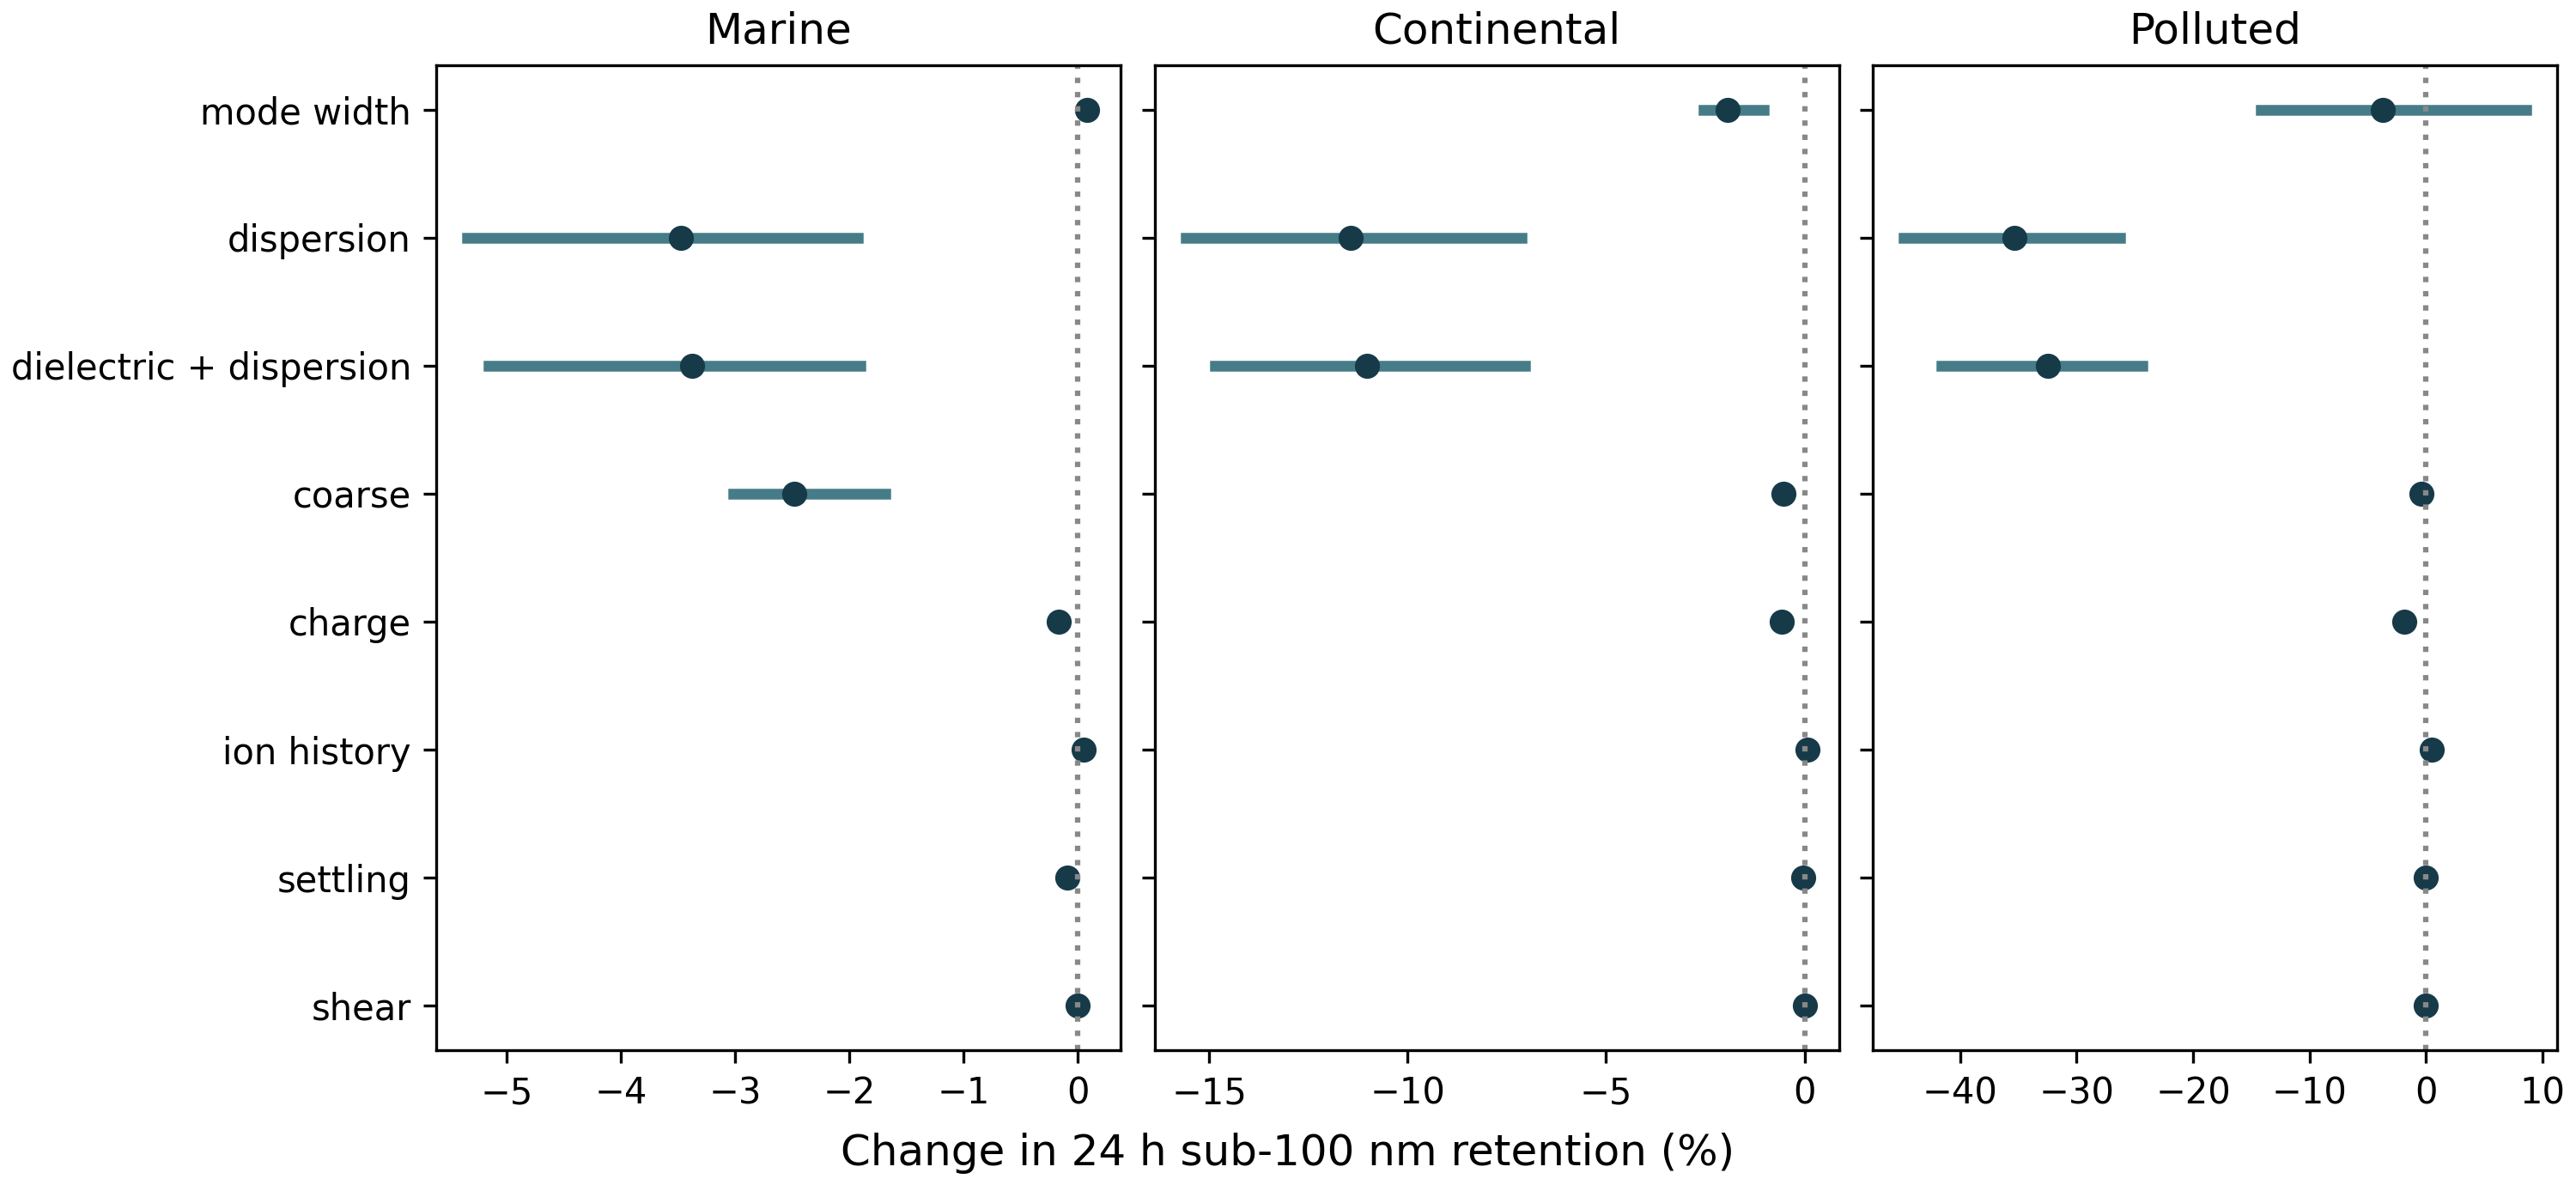 Marine Continental Polluted
mode width
dispersion
dielectric + dispersion
coarse
charge
ion history
settling
shear
−5 −4 −3 −2 −1 0 −15 −10 −5 0 −40 −30 −20 −10 0 10
Change in 24 h sub-100 nm retention (%)